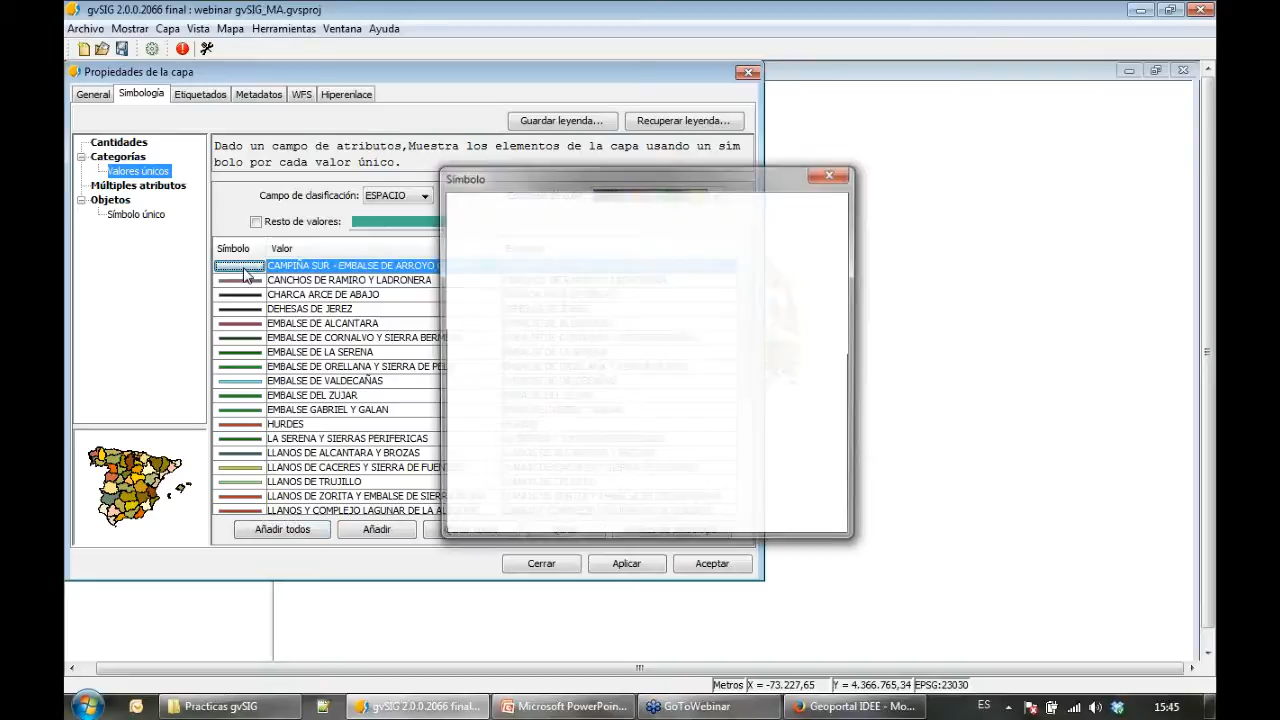 gvSIG 2.0.0.2066 final : webinar gvSIG_MA.gvsproj
Archivo Mostrar Capa Vista Mapa Herramientas Ventana Ayuda
Propiedades de la capa
General Simbología Etiquetados Metadatos WFS Hiperenlace
Guardar leyenda... Recuperar leyenda...
Cantidades
Categorías
Valores únicos
Múltiples atributos
Objetos
Símbolo único
Dado un campo de atributos,Muestra los elementos de la capa usando un sím
bolo por cada valor único.
Símbolo
Campo de clasificación: ESPACIO
Resto de valores:
Símbolo Valor
CAMPIÑA SUR - EMBALSE DE ARROYO
CANCHOS DE RAMIRO Y LADRONERA
CHARCA ARCE DE ABAJO
DEHESAS DE JEREZ
EMBALSE DE ALCANTARA
EMBALSE DE CORNALVO Y SIERRA BERM
EMBALSE DE LA SERENA
EMBALSE DE ORELLANA Y SIERRA DE PEL
EMBALSE DE VALDECAÑAS
EMBALSE DEL ZUJAR
EMBALSE GABRIEL Y GALAN
HURDES
LA SERENA Y SIERRAS PERIFERICAS
LLANOS DE ALCANTARA Y BROZAS
LLANOS DE CACERES Y SIERRA DE FUEN
LLANOS DE TRUJILLO
LLANOS DE ZORITA Y EMBALSE DE SIER
LLANOS Y COMPLEJO LAGUNAR DE LA AL
Añadir todos Añadir
Cerrar Aplicar Aceptar
Metros X = -73.227,65 Y = 4.366.765,34 EPSG:23030
Practicas gvSIG gvSIG 2.0.0.2066 final... Microsoft PowerPoin... GoToWebinar Geoportal IDEE - Mo... ES 15:45